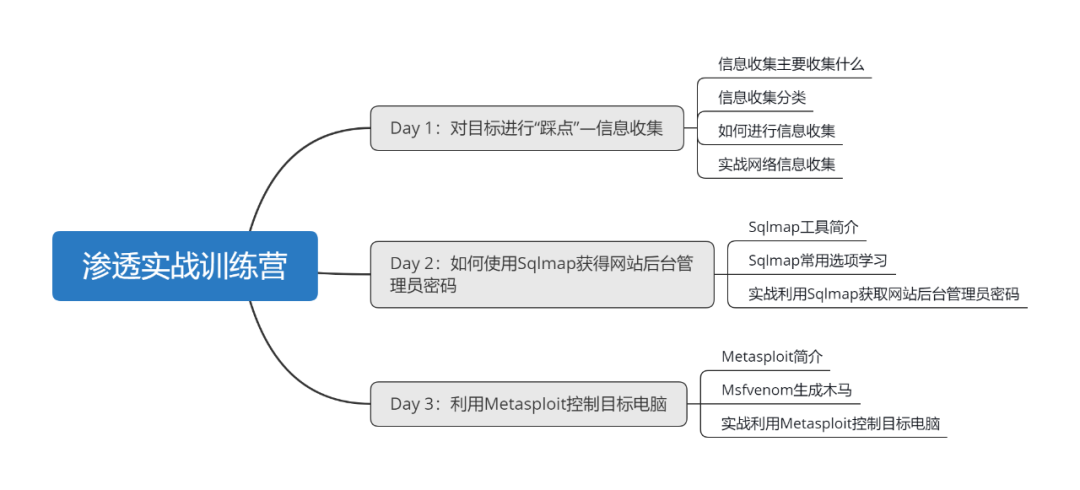 渗透实战训练营
Day 1：对目标进行“踩点”—信息收集
信息收集主要收集什么
信息收集分类
如何进行信息收集
实战网络信息收集
Day 2：如何使用Sqlmap获得网站后台管
理员密码
Sqlmap工具简介
Sqlmap常用选项学习
实战利用Sqlmap获取网站后台管理员密码
Day 3：利用Metasploit控制目标电脑
Metasploit简介
Msfvenom生成木马
实战利用Metasploit控制目标电脑